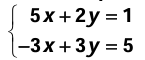 5x + 2y = 1
−3x + 3y = 5